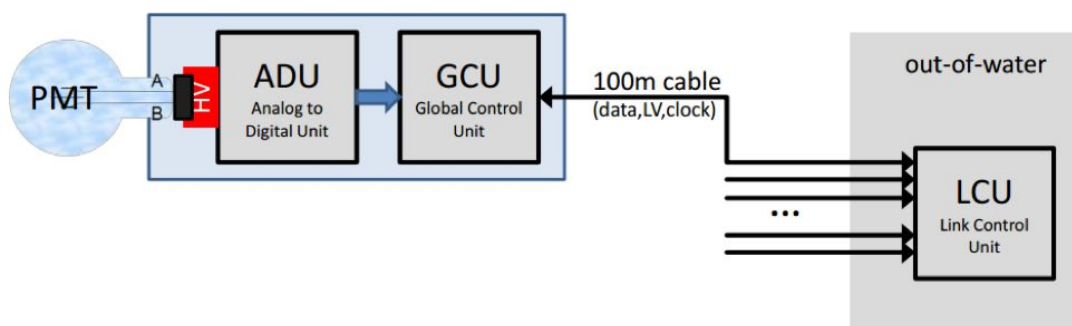 PMT
A
B
HV
ADU
Analog to
Digital Unit
GCU
Global Control
Unit
100m cable
(data,LV,clock)
...
out-of-water
LCU
Link Control
Unit